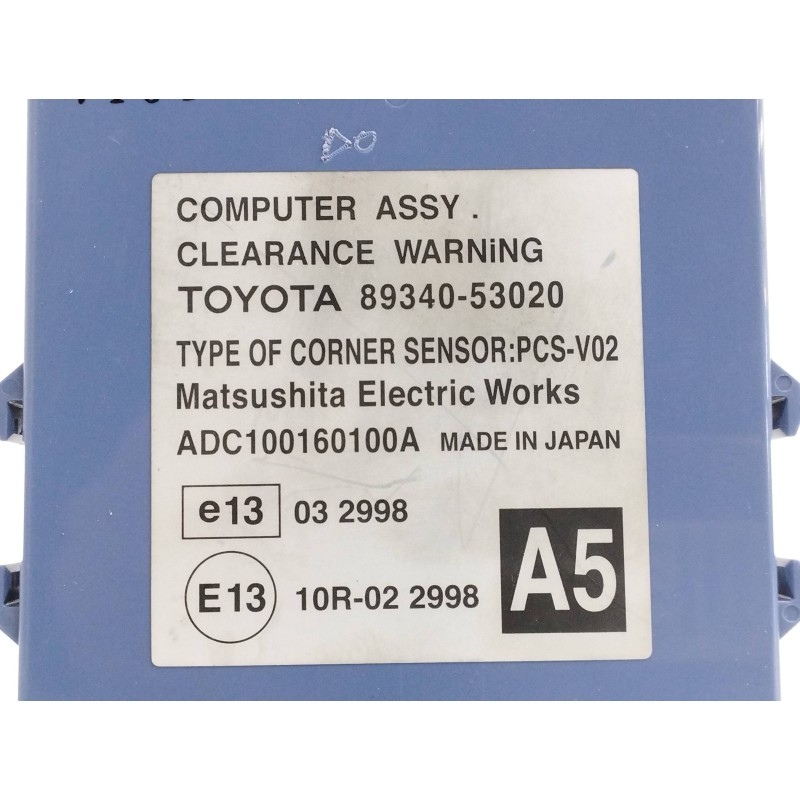 COMPUTER ASSY .
CLEARANCE WARNiNG
TOYOTA 89340-53020
TYPE OF CORNER SENSOR:PCS-V02
Matsushita Electric Works
ADC100160100A MADE IN JAPAN
e13 03 2998
E13 10R-02 2998
A5